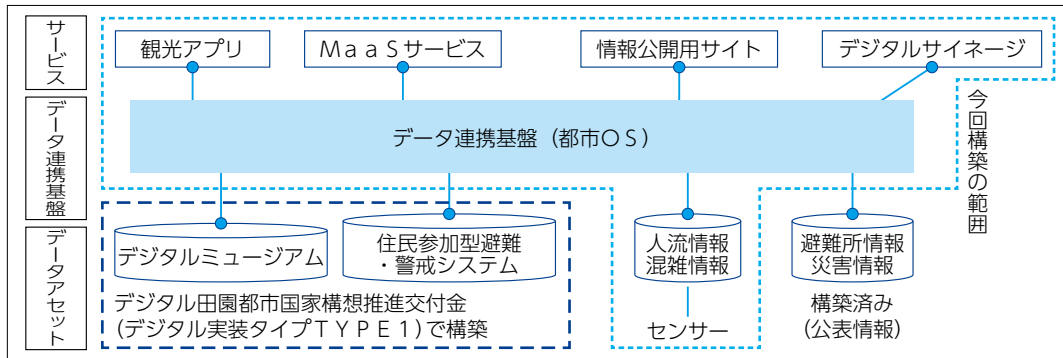 サービス
観光アプリ
ＭａａＳサービス
情報公開用サイト
デジタルサイネージ
今回構築の範囲
データ連携基盤
データ連携基盤（都市ＯＳ）
データアセット
デジタルミュージアム
住民参加型避難
・警戒システム
人流情報
混雑情報
避難所情報
災害情報
デジタル田園都市国家構想推進交付金
(デジタル実装タイプＴＹＰＥ１)で構築
センサー
構築済み
(公表情報)